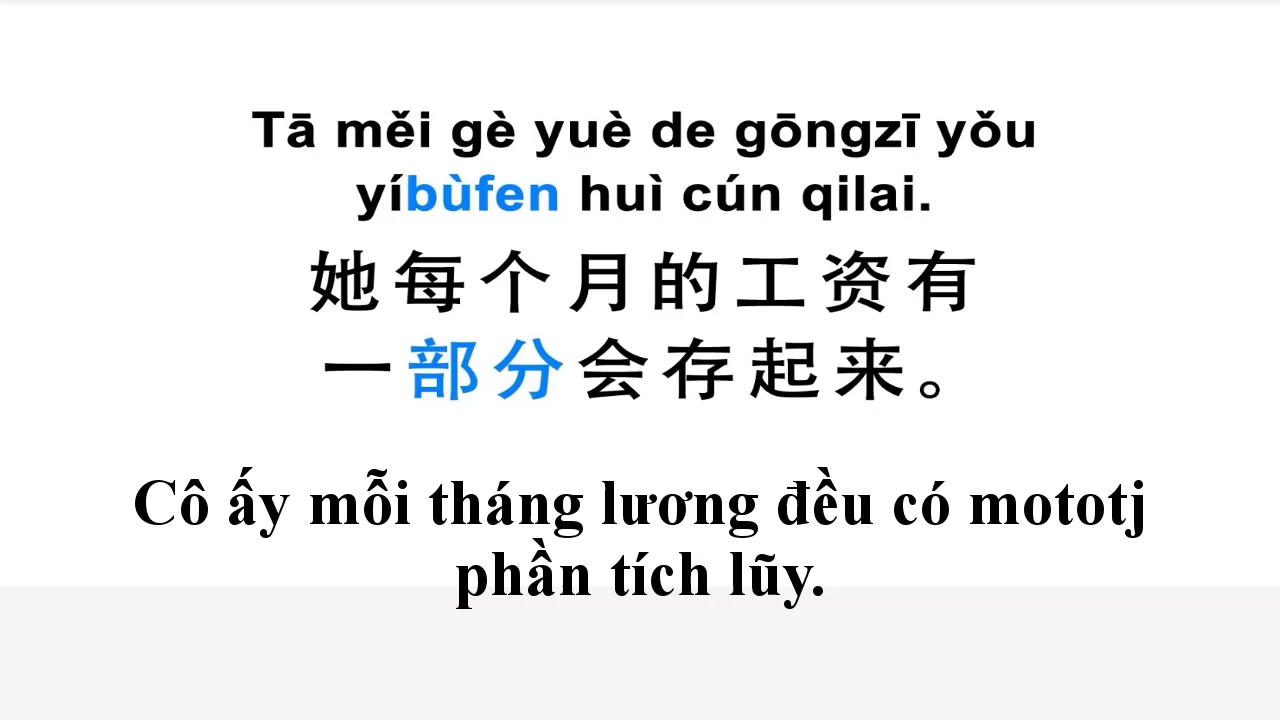 Tā měi gè yuè de gōngzī yǒu
yíbùfen huì cún qilai.
她每个月的工资有
一部分会存起来。
Cô ấy mỗi tháng lương đều có mototj
phần tích lũy.